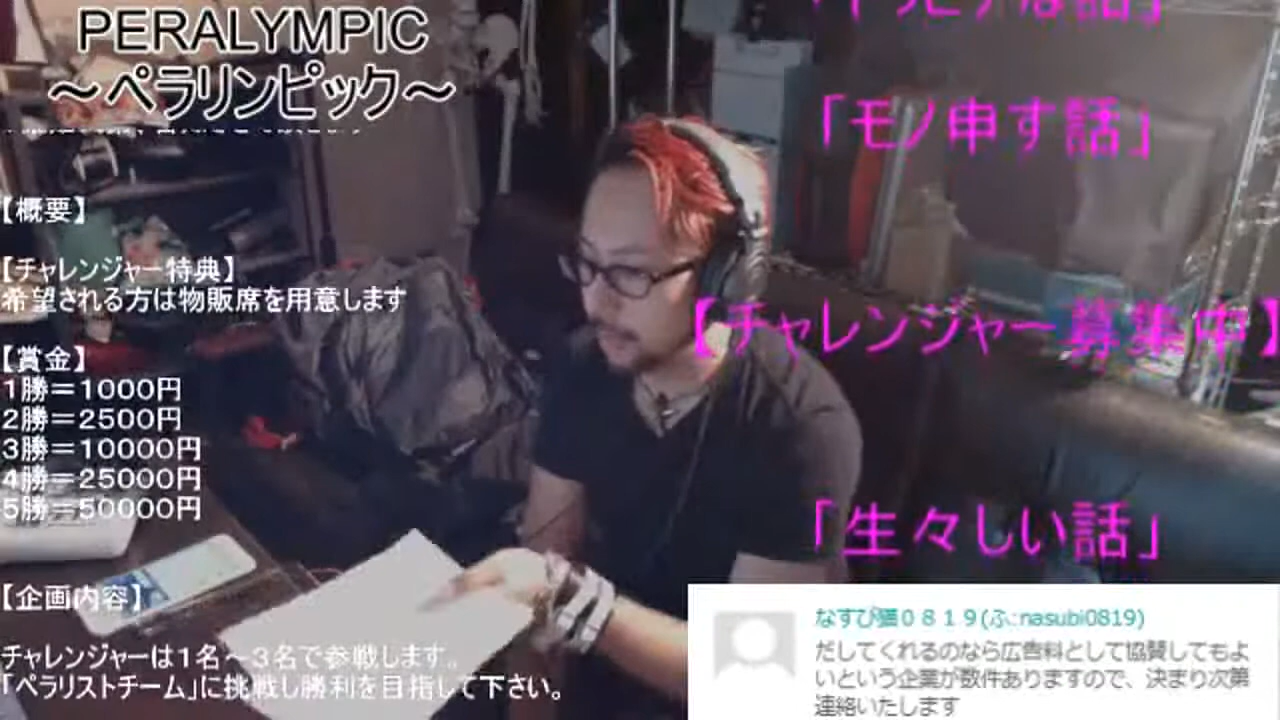 PERALYMPIC
～ペラリンピック～
【概要】
【チャレンジャー特典】
希望される方は物販席を用意します
【賞金】
1勝＝1000円
2勝＝2500円
3勝＝10000円
4勝＝25000円
5勝＝50000円
【企画内容】
チャレンジャーは１名～３名で参戦します。
「ペラリストチーム」に挑戦し勝利を目指して下さい。
「モノ申す話」
【チャレンジャー募集中】
「生々しい話」
なすび猫０８１９(ふ:nasubi0819)
だしてくれるのなら広告料として協賛してもよ
いという企業が数件ありますので、決まり次第
連絡いたします